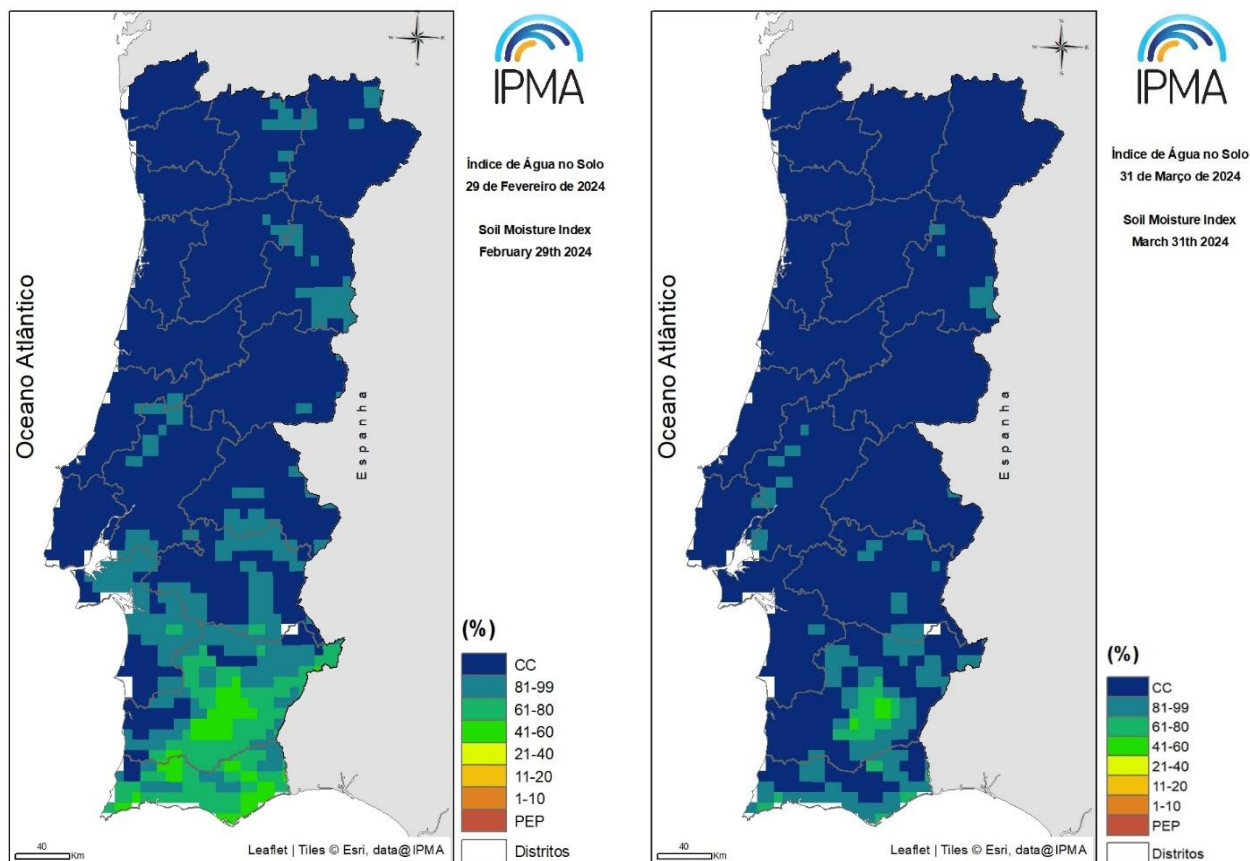 N
W
E
S
IPMA
Índice de Água no Solo
29 de Fevereiro de 2024
Soil Moisture Index
February 29th 2024
Oceano Atlântico
Espanha
(%)
CC
81-99
61-80
41-60
21-40
11-20
1-10
PEP
Distritos
40
Km
Leaflet | Tiles © Esri, data@IPMA
N
W
E
S
IPMA
Índice de Água no Solo
31 de Março de 2024
Soil Moisture Index
March 31th 2024
Oceano Atlântico
Espanha
(%)
CC
81-99
61-80
41-60
21-40
11-20
1-10
PEP
Distritos
40
Km
Leaflet | Tiles © Esri, data@IPMA